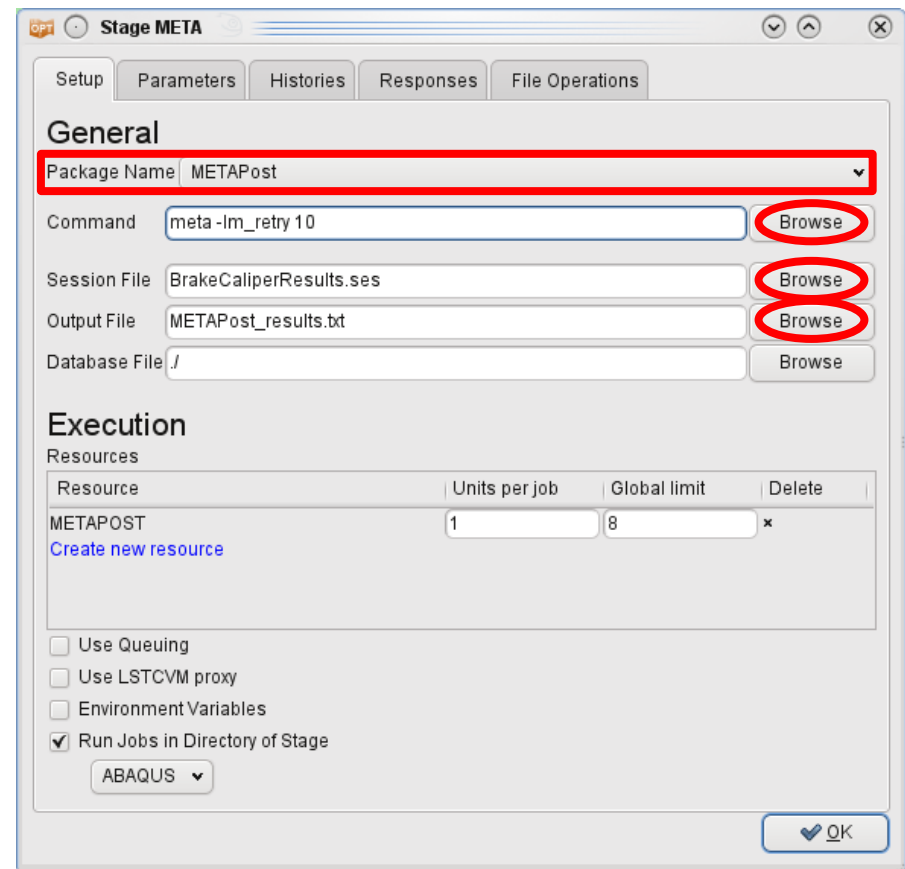 OPT Stage META
Setup Parameters Histories Responses File Operations
General
Package Name METAPost
Command meta -lm_retry 10 Browse
Session File BrakeCaliperResults.ses Browse
Output File METAPost_results.txt Browse
Database File ./ Browse
Execution
Resources
Resource Units per job Global limit Delete
METAPOST 1 8 ×
Create new resource
Use Queuing
Use LSTCVM proxy
Environment Variables
Run Jobs in Directory of Stage
ABAQUS
OK